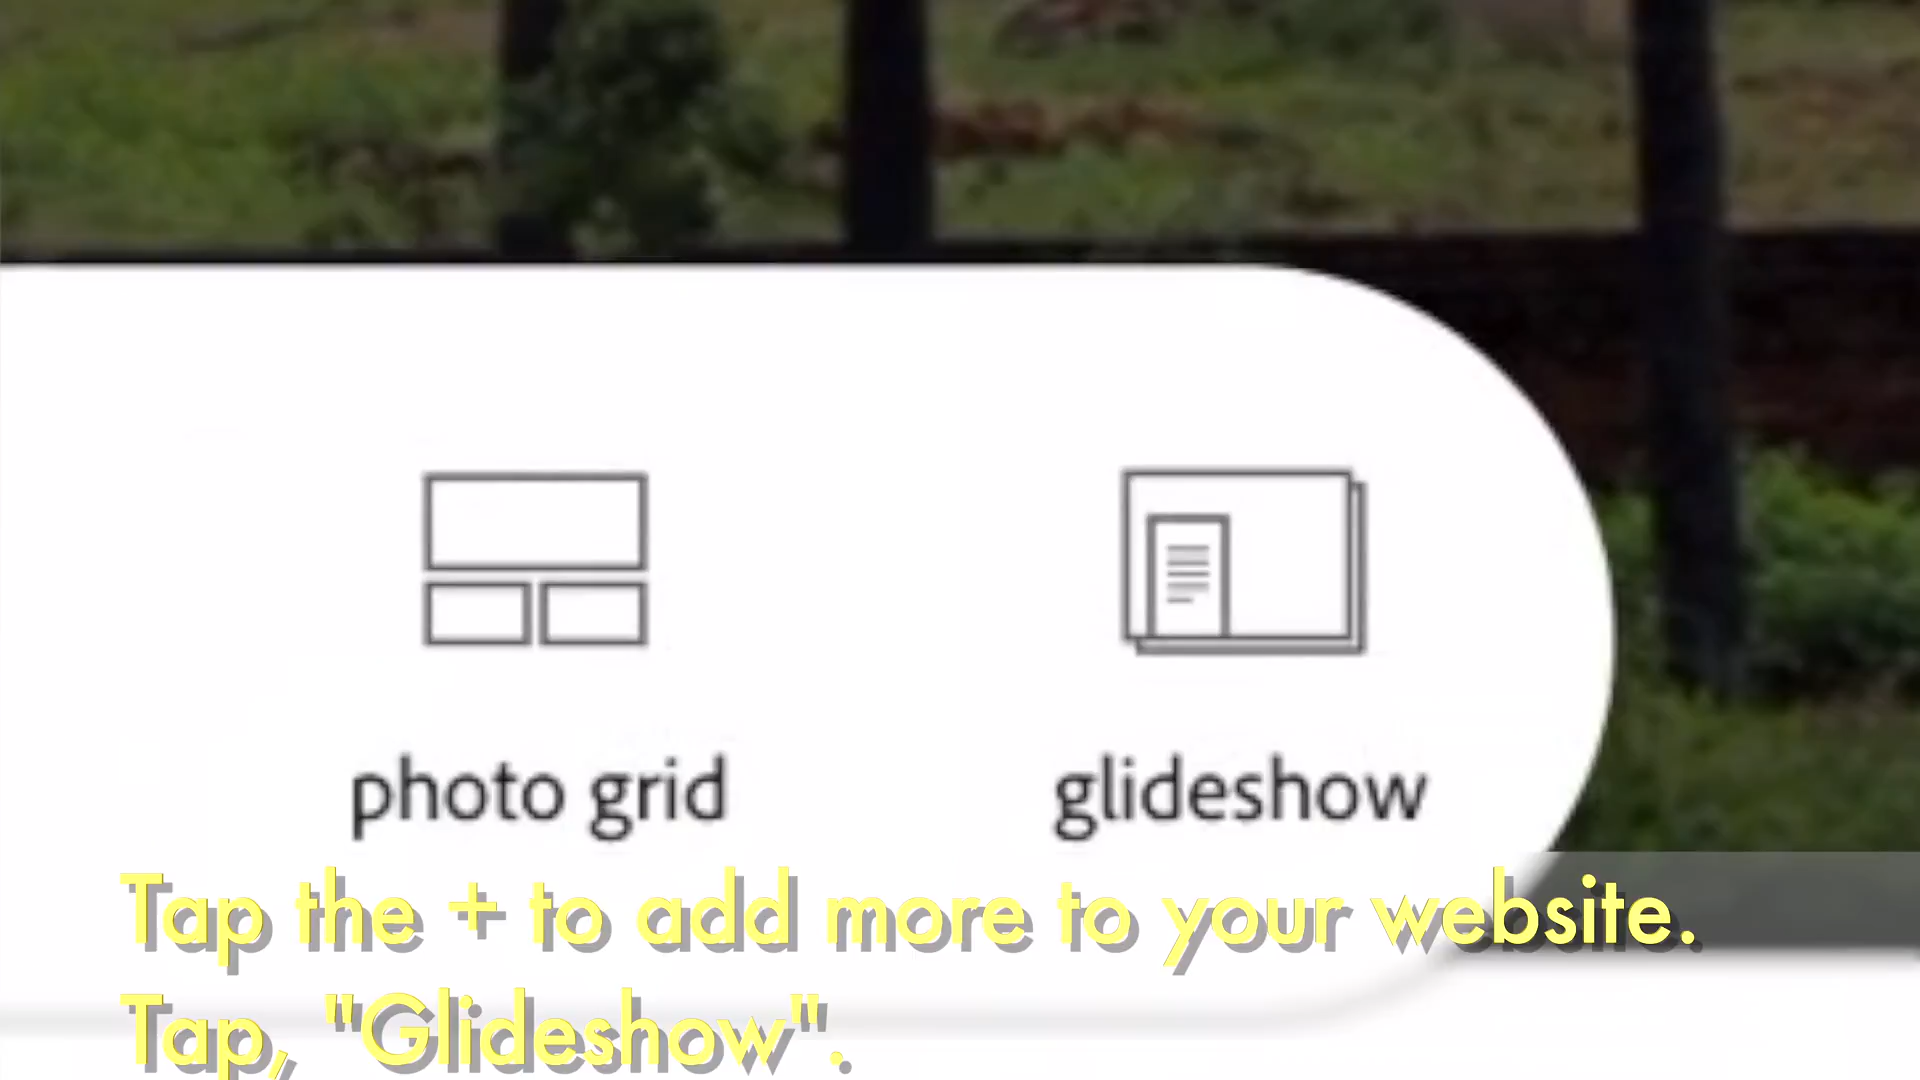 photo grid
glideshow
Tap the + to add more to your website.
Tap, "Glideshow".